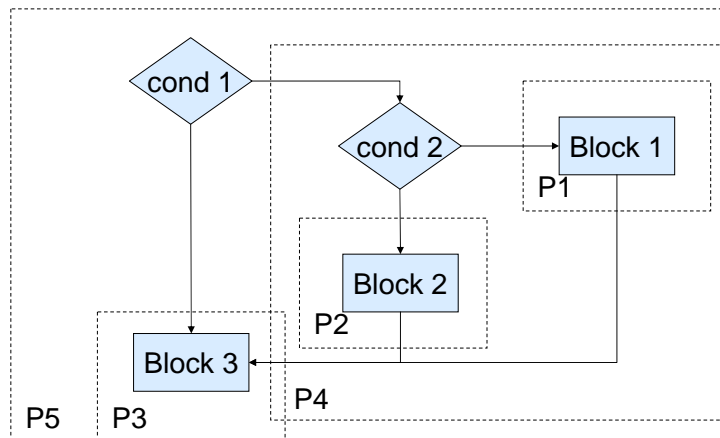 cond 1
cond 2
Block 1
P1
Block 2
P2
Block 3
P4
P5
P3